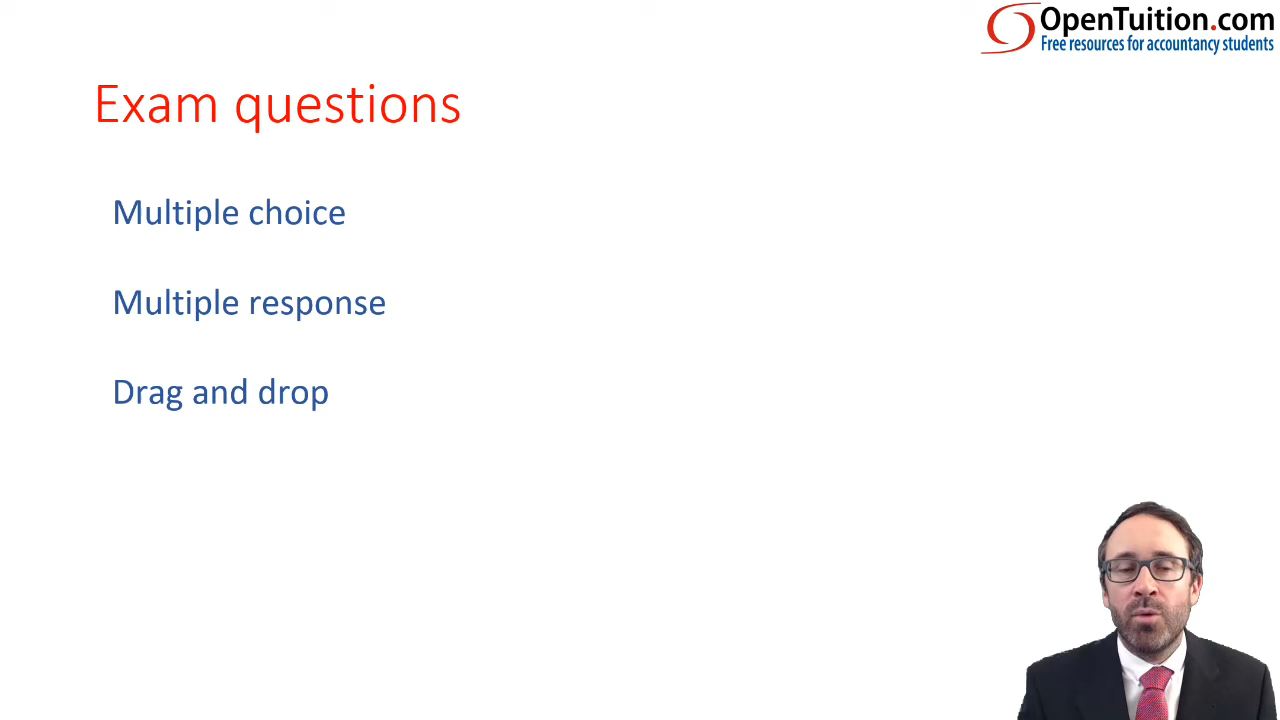 OpenTuition.com
Free resources for accountancy students
Exam questions
Multiple choice
Multiple response
Drag and drop